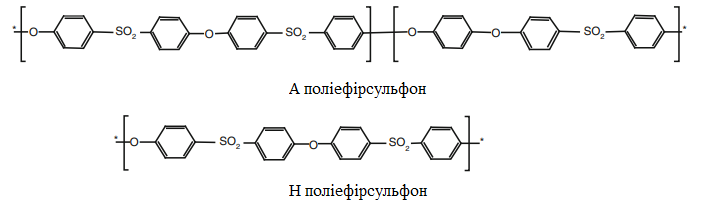 * O SO2 O SO2 O O SO2 *
А поліефірсульфон
* O SO2 O SO2 *
Н поліефірсульфон